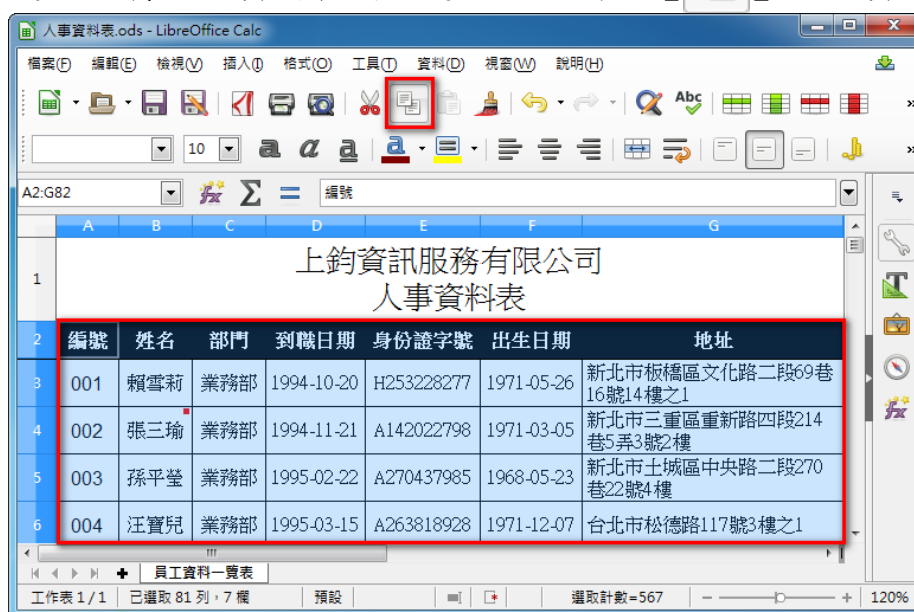 人事資料表.ods - LibreOffice Calc
檔案(F) 編輯(E) 檢視(V) 插入(I) 格式(O) 工具(T) 資料(D) 視窗(W) 說明(H)
Abc
10 a a a a
A2:G82 fx Σ = 編號
A B C D E F G
1 上鈞資訊服務有限公司
人事資料表
2 編號 姓名 部門 到職日期 身份證字號 出生日期 地址
3 001 賴雪莉 業務部 1994-10-20 H253228277 1971-05-26 新北市板橋區文化路二段69巷
16號14樓之1
4 002 張三瑜 業務部 1994-11-21 A142022798 1971-03-05 新北市三重區重新路四段214
巷5弄3號2樓
5 003 孫平瑩 業務部 1995-02-22 A270437985 1968-05-23 新北市土城區中央路二段270
巷22號4樓
6 004 汪寶兒 業務部 1995-03-15 A263818928 1971-12-07 台北市松德路117號3樓之1
員工資料一覽表
工作表 1 / 1 已選取 81 列，7 欄 預設 選取計數=567 120%